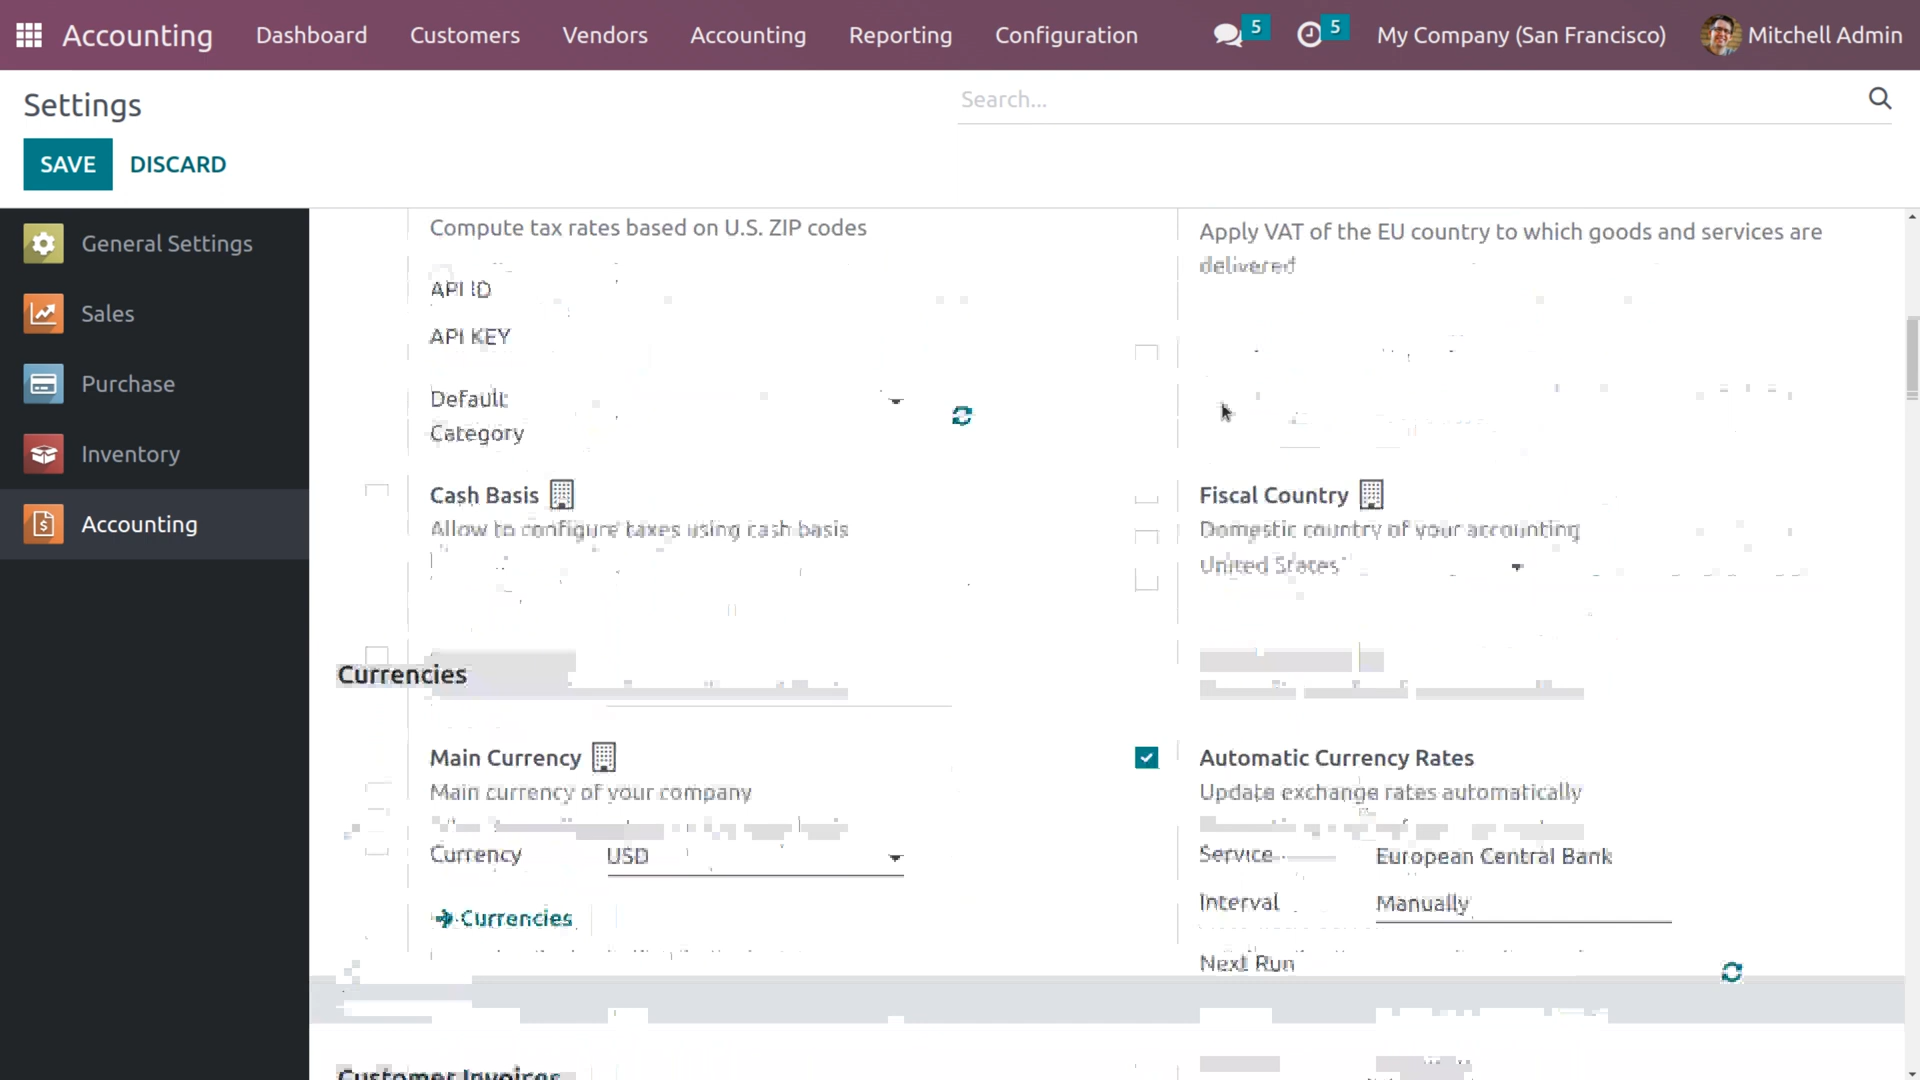 Accounting Dashboard Customers Vendors Accounting Reporting Configuration 5 5 My Company (San Francisco) Mitchell Admin
Settings
Search...
SAVE DISCARD
General Settings
Sales
Purchase
Inventory
Accounting
Compute tax rates based on U.S. ZIP codes
API ID
API KEY
Default
Category
Apply VAT of the EU country to which goods and services are
delivered
Cash Basis
Allow to configure taxes using cash basis
Fiscal Country
Domestic country of your accounting
United States
Currencies
Main Currency
Main currency of your company
Currency USD
Currencies
Automatic Currency Rates
Update exchange rates automatically
Service European Central Bank
Interval Manually
Next Run
Customer Invoices